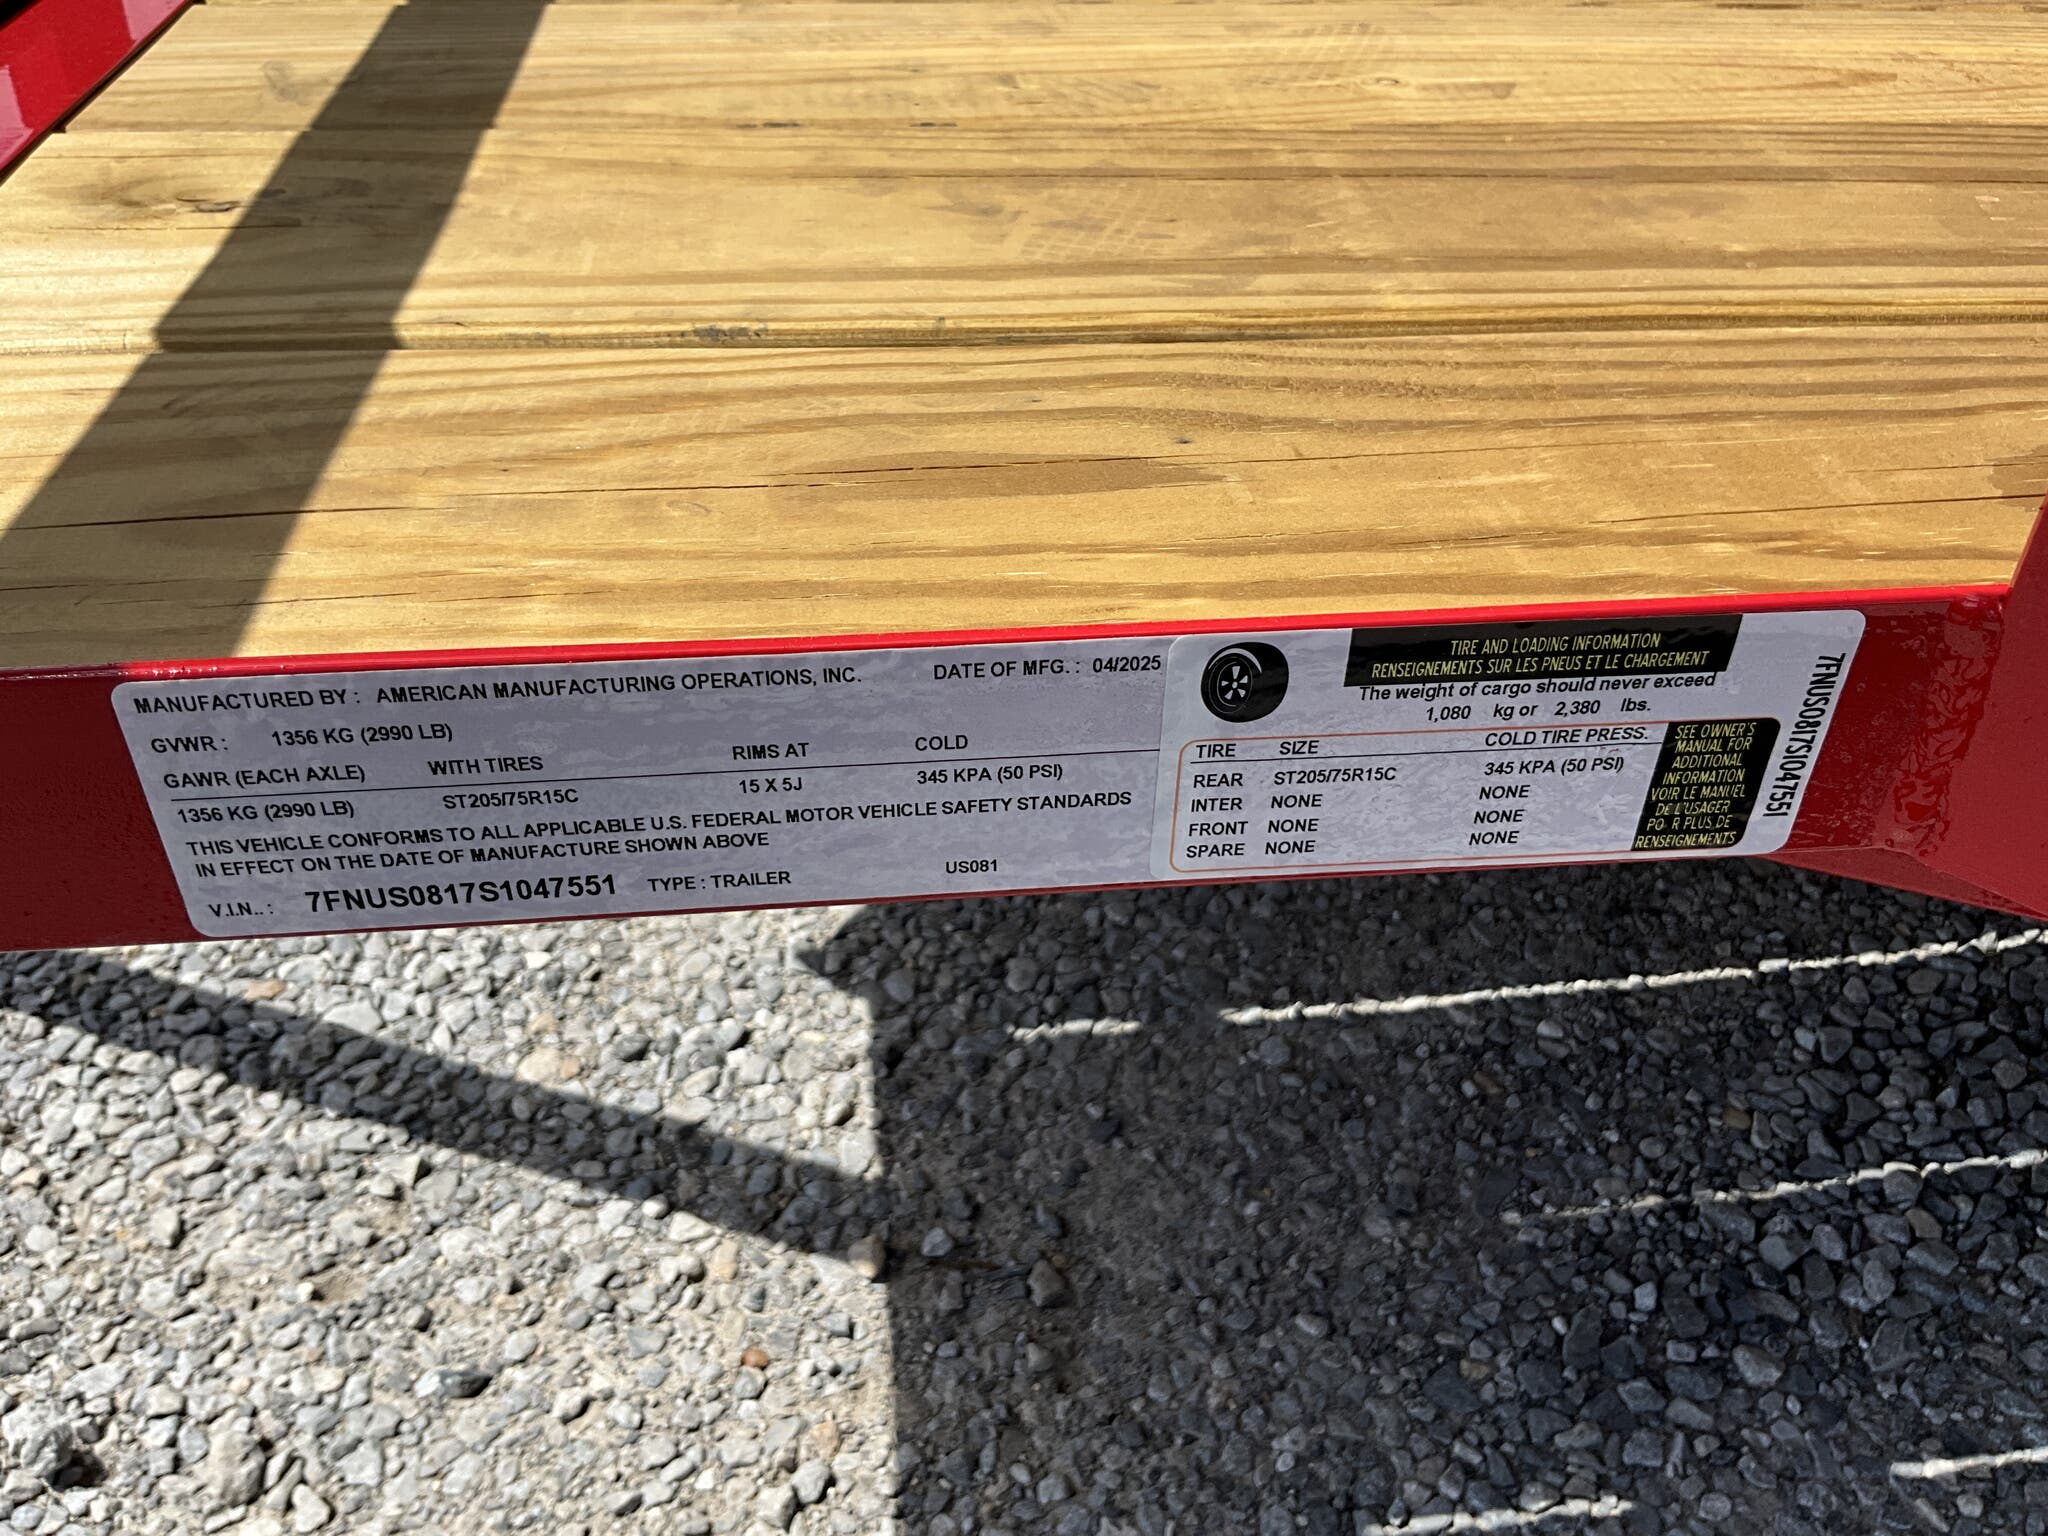 MANUFACTURED BY : AMERICAN MANUFACTURING OPERATIONS, INC. DATE OF MFG. : 04/2025
GVWR : 1356 KG (2990 LB)
GAWR (EACH AXLE) WITH TIRES RIMS AT COLD
1356 KG (2990 LB) ST205/75R15C 15 X 5J 345 KPA (50 PSI)
THIS VEHICLE CONFORMS TO ALL APPLICABLE U.S. FEDERAL MOTOR VEHICLE SAFETY STANDARDS
IN EFFECT ON THE DATE OF MANUFACTURE SHOWN ABOVE
V.I.N.. : 7FNUS0817S1047551 TYPE : TRAILER US081
TIRE AND LOADING INFORMATION
RENSEIGNEMENTS SUR LES PNEUS ET LE CHARGEMENT
The weight of cargo should never exceed
1,080 kg or 2,380 lbs.
TIRE SIZE COLD TIRE PRESS.
REAR ST205/75R15C 345 KPA (50 PSI)
INTER NONE NONE
FRONT NONE NONE
SPARE NONE NONE
SEE OWNER'S
MANUAL FOR
ADDITIONAL
INFORMATION
VOIR LE MANUEL
DE L'USAGER
PO R PLUS DE
RENSEIGNEMENTS
7FNUS0817S1047551